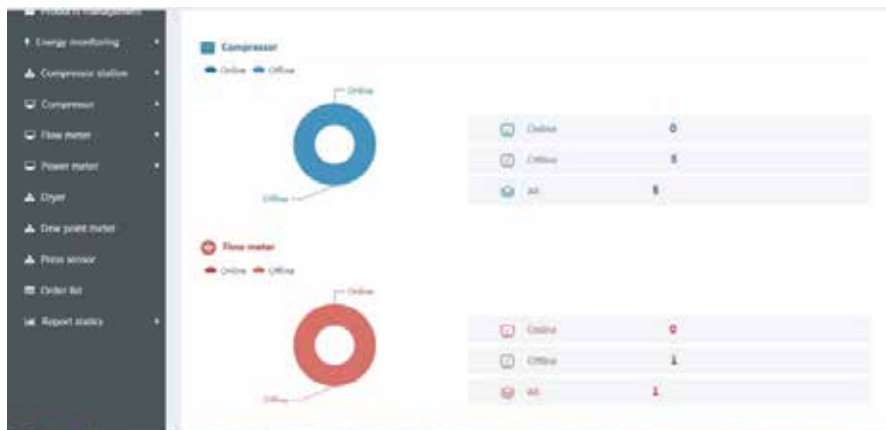 Products management
Energy monitoring
Compressor station
Compressor
Flow meter
Power meter
Dryer
Dew point meter
Press sensor
Order list
Report statics
Compressor
Online Offline
Online
Offline
Online 0
Offline 5
All 5
Flow meter
Online Offline
Online
Offline
Online 0
Offline 1
All 1